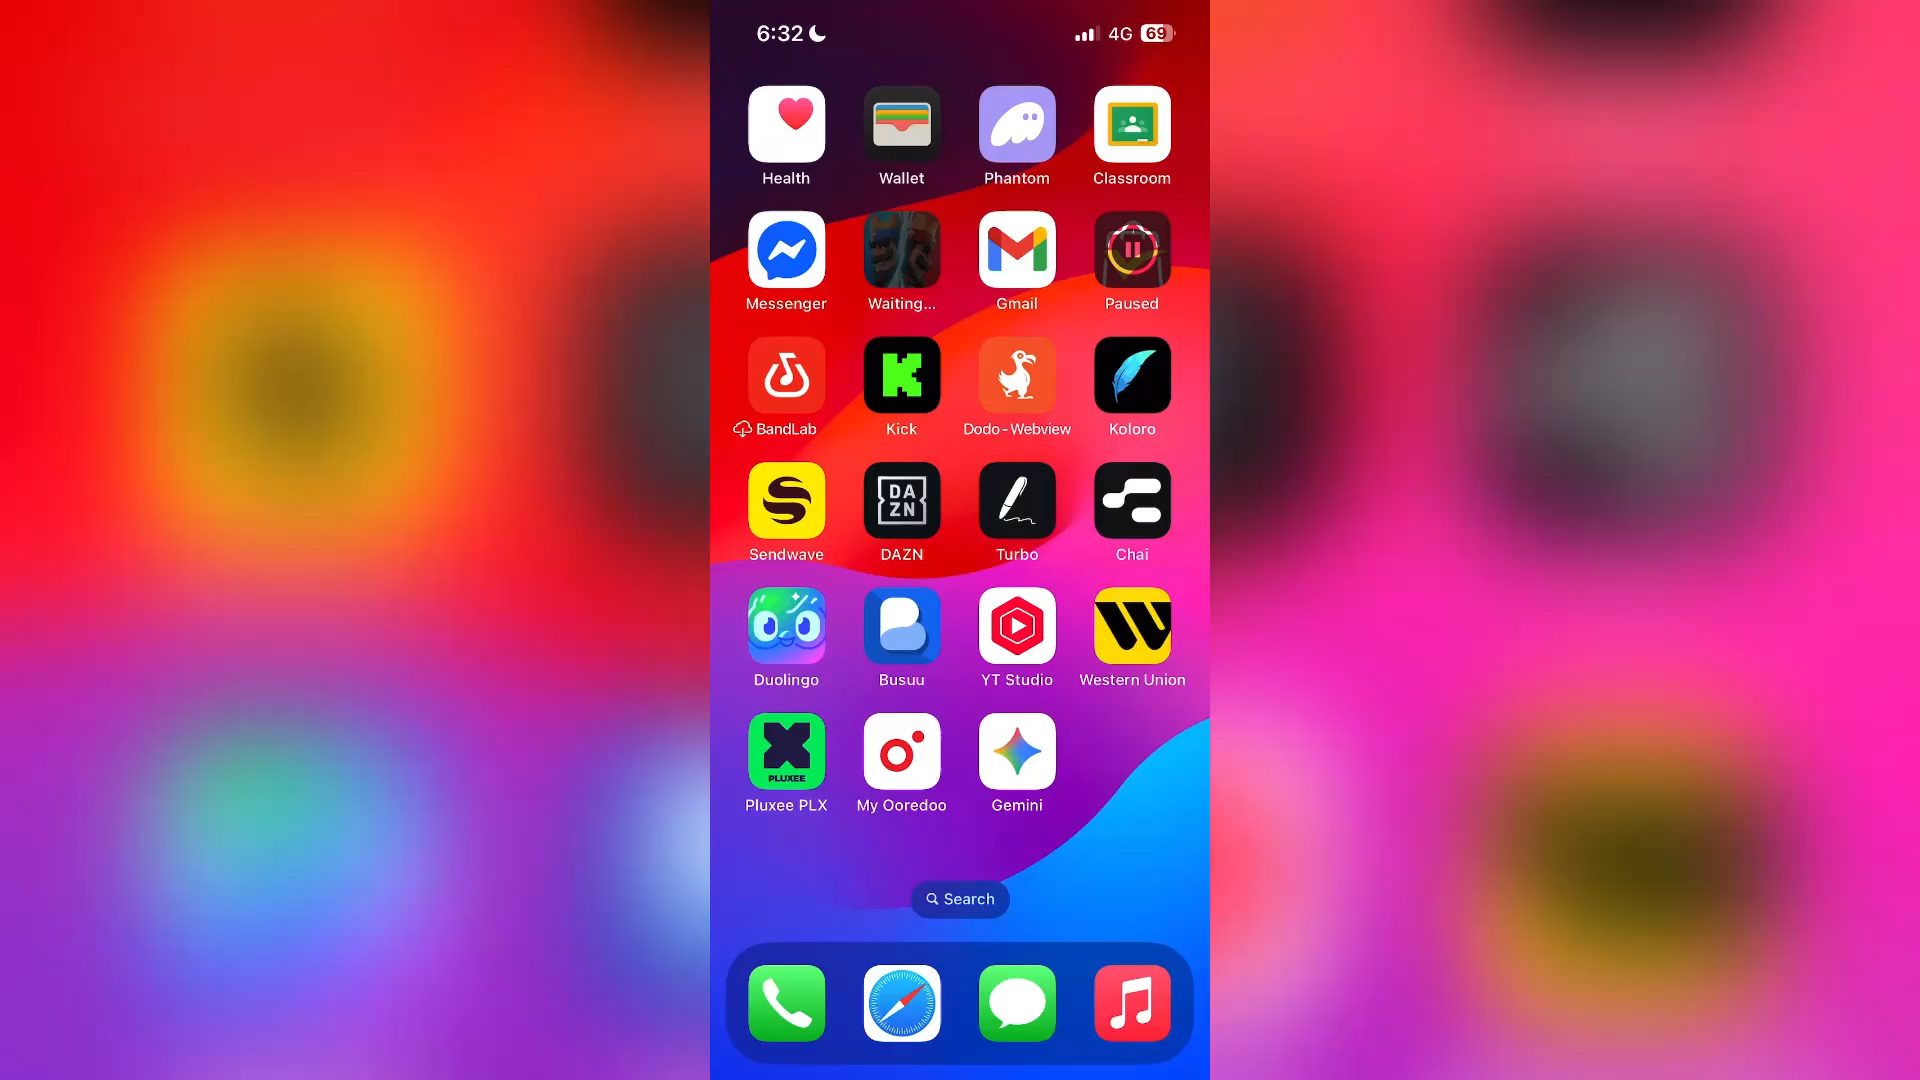 6:32 4G 69
Health Wallet Phantom Classroom
Messenger Waiting... Gmail Paused
BandLab Kick Dodo-Webview Koloro
DA
ZN
Sendwave DAZN Turbo Chai
Duolingo Busuu YT Studio Western Union
PLUXEE
Pluxee PLX My Ooredoo Gemini
Search